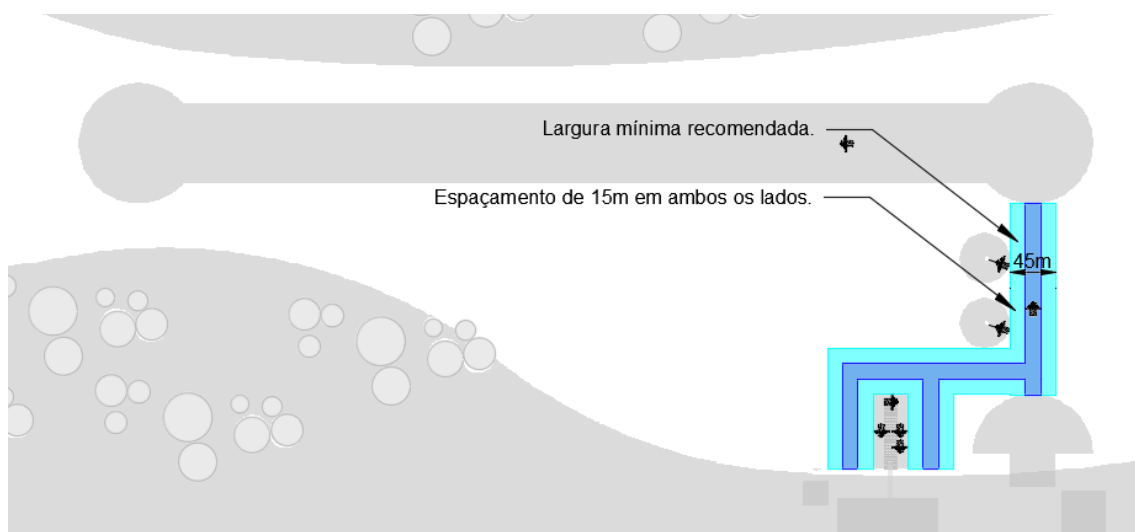 Largura mínima recomendada.
Espaçamento de 15m em ambos os lados.
45m